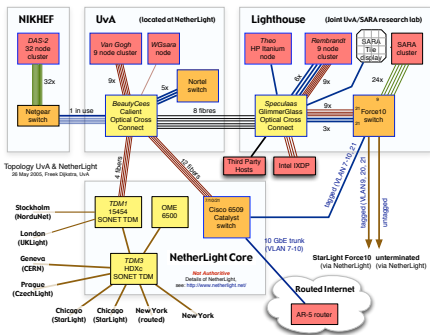 NIKHEF
UvA
(located at NetherLight)
Lighthouse
(Joint UvA/SARA research lab)
DAS-2
32 node
cluster
Van Gogh
9 node cluster
WGsara
node
Theo
HP Itanium
node
Rembrandt
9 node
cluster
SARA
Tile
display
SARA
cluster
32x
9x
5x
Nortel
switch
6x
9x
9x
24x
Netgear
switch
1 in use
BeautyCees
Calient
Optical Cross
Connect
8 fibres
Speculaas
GlimmerGlass
Optical Cross
Connect
3x
Force10
switch
Topology UvA & NetherLight
26 May 2005, Freek Dijkstra, UvA
4 fibers
12 fibers
Third Party
Hosts
Intel IXDP
tagged (VLAN 7-10), 21
tagged (VLAN9, 20, 21
untagged
Stockholm
(NorduNet)
London
(UKLight)
Geneva
(CERN)
Prague
(CzechLight)
TDM1
15454
SONET TDM
OME
6500
Cisco 6509
Catalyst
switch
TDM3
HDXc
SONET TDM
NetherLight Core
Not Authoritive
Details of NetherLight,
see: http://www.netherlight.net/
10 GbE trunk
(VLAN 7-10)
StarLight Force10
(via NetherLight)
unterminated
(via NetherLight)
Chicago
(StarLight)
Chicago
(StarLight)
New York
(routed)
New York
Routed Internet
AR-5 router